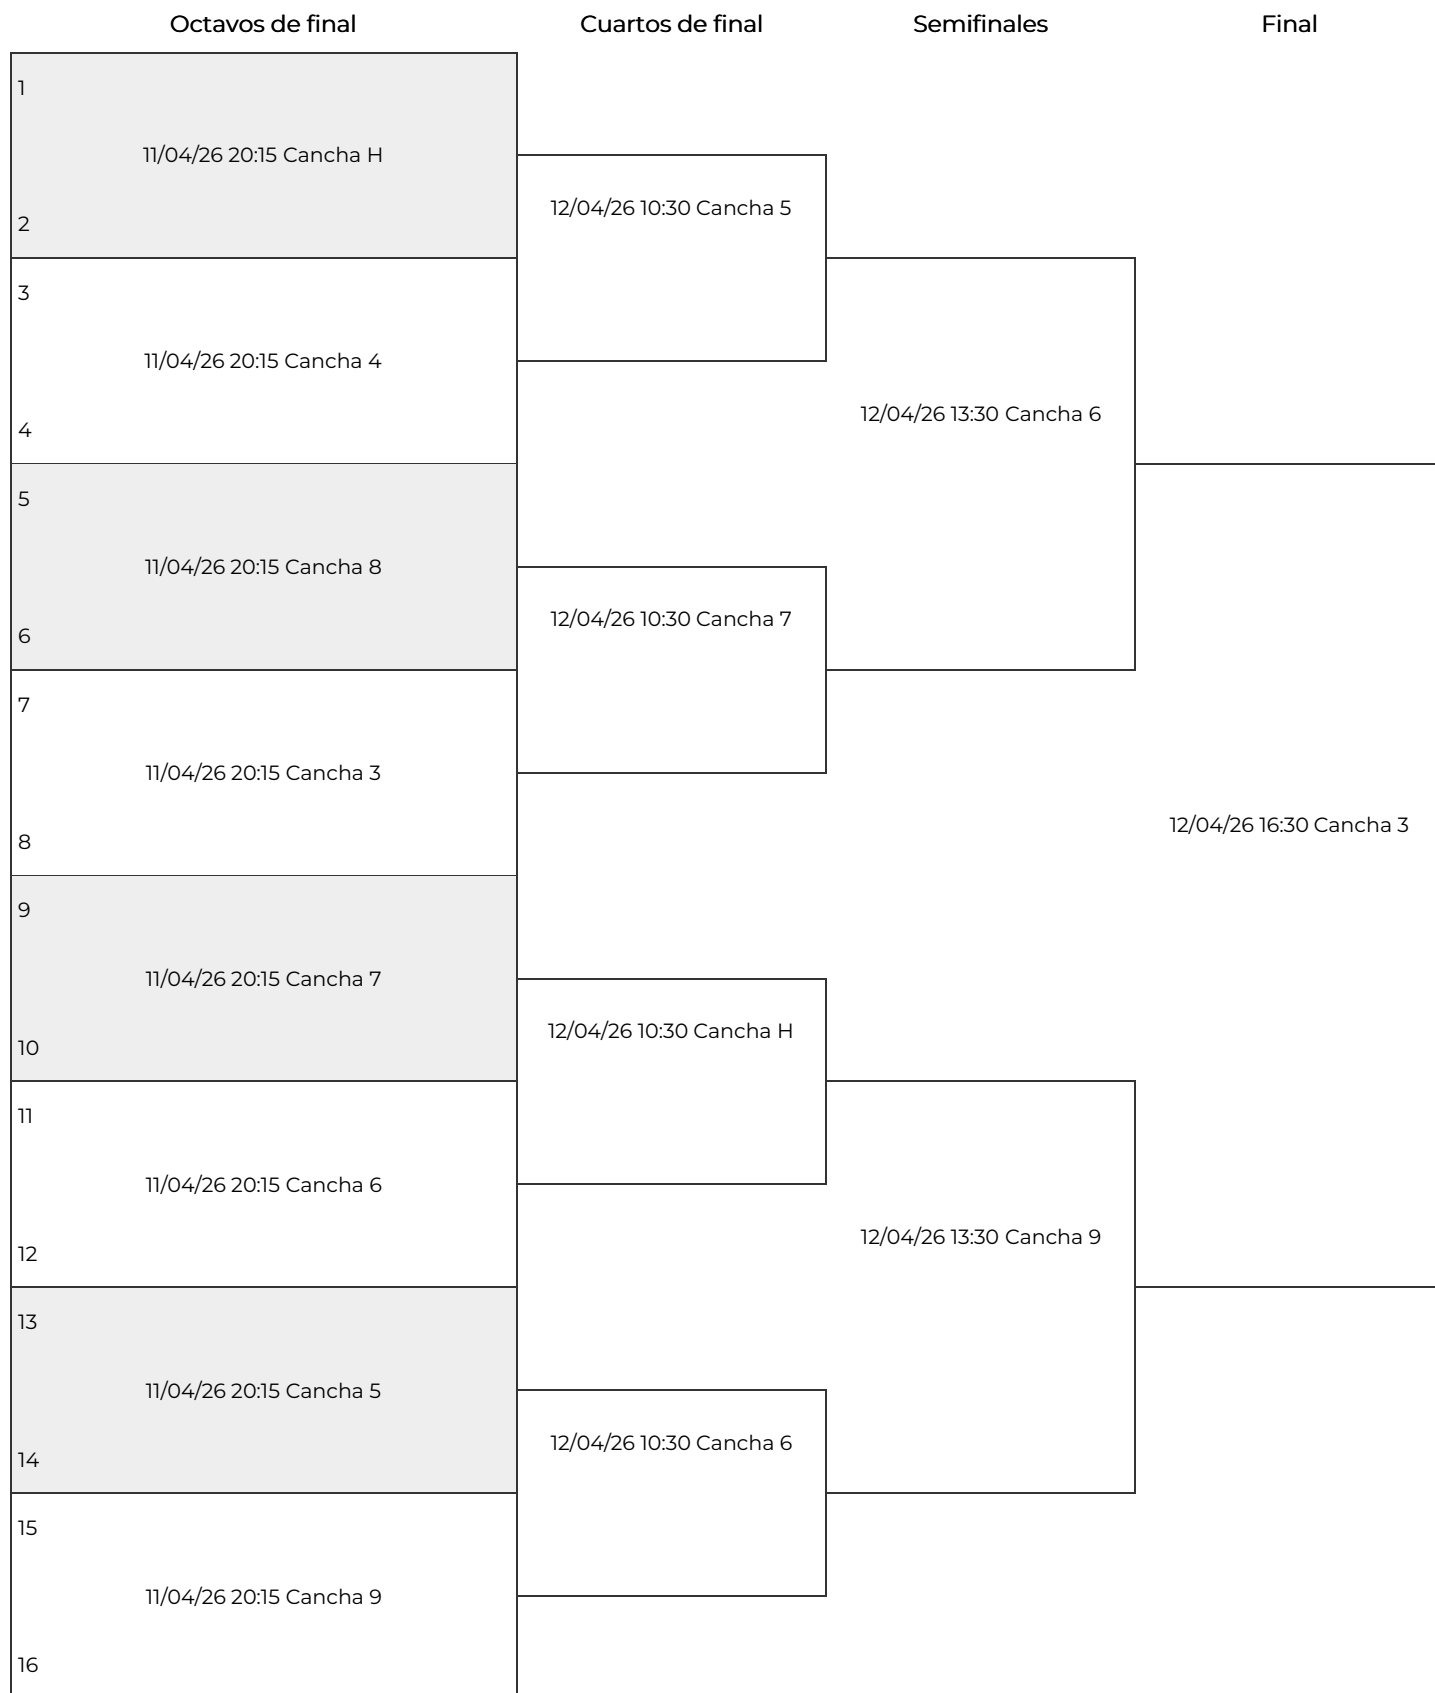 Octavos de final
Cuartos de final
Semifinales
Final
1
11/04/26 20:15 Cancha H
2
3
11/04/26 20:15 Cancha 4
4
5
11/04/26 20:15 Cancha 8
6
7
11/04/26 20:15 Cancha 3
8
9
11/04/26 20:15 Cancha 7
10
11
11/04/26 20:15 Cancha 6
12
13
11/04/26 20:15 Cancha 5
14
15
11/04/26 20:15 Cancha 9
16
12/04/26 10:30 Cancha 5
12/04/26 10:30 Cancha 7
12/04/26 10:30 Cancha H
12/04/26 10:30 Cancha 6
12/04/26 13:30 Cancha 6
12/04/26 13:30 Cancha 9
12/04/26 16:30 Cancha 3